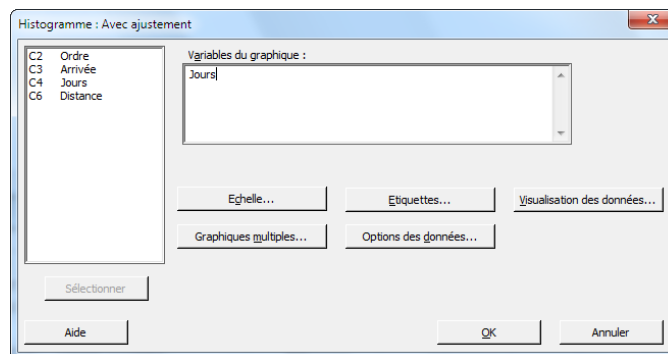 Histogramme : Avec ajustement
C2 Ordre
C3 Arrivée
C4 Jours
C6 Distance
Variables du graphique :
Jours
Echelle...
Etiquettes...
Visualisation des données...
Graphiques multiples...
Options des données...
Sélectionner
Aide
OK
Annuler